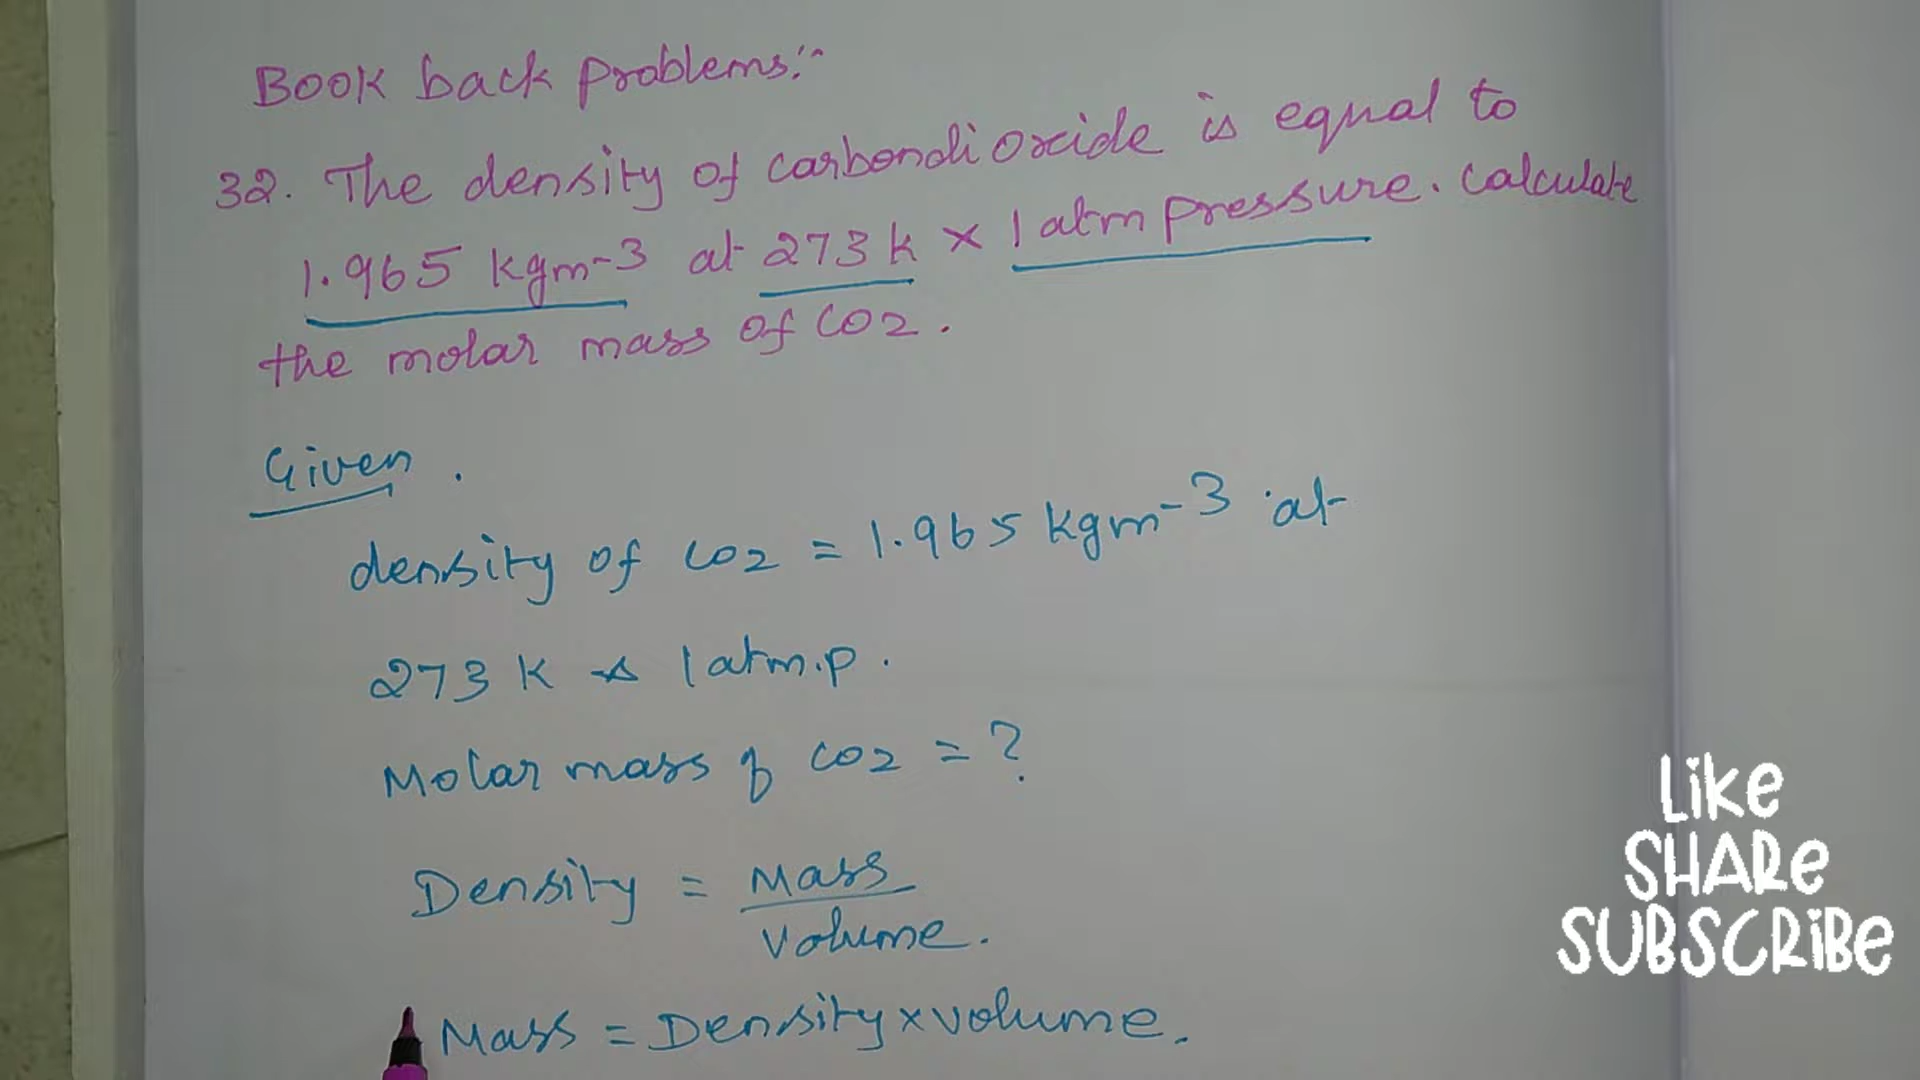 Book back problems:-
32. The density of carbondioxide is equal to
1.965 kgm-3 at 273 k & 1 atm pressure. Calculate
the molar mass of CO2.
Given.
density of CO2 = 1.965 kgm-3 at
273 K & 1 atm.p.
Molar mass of CO2 = ?
Density = Mass
Volume.
Mass = Density x volume.
LiKe
SHARe
SUBSCRiBe